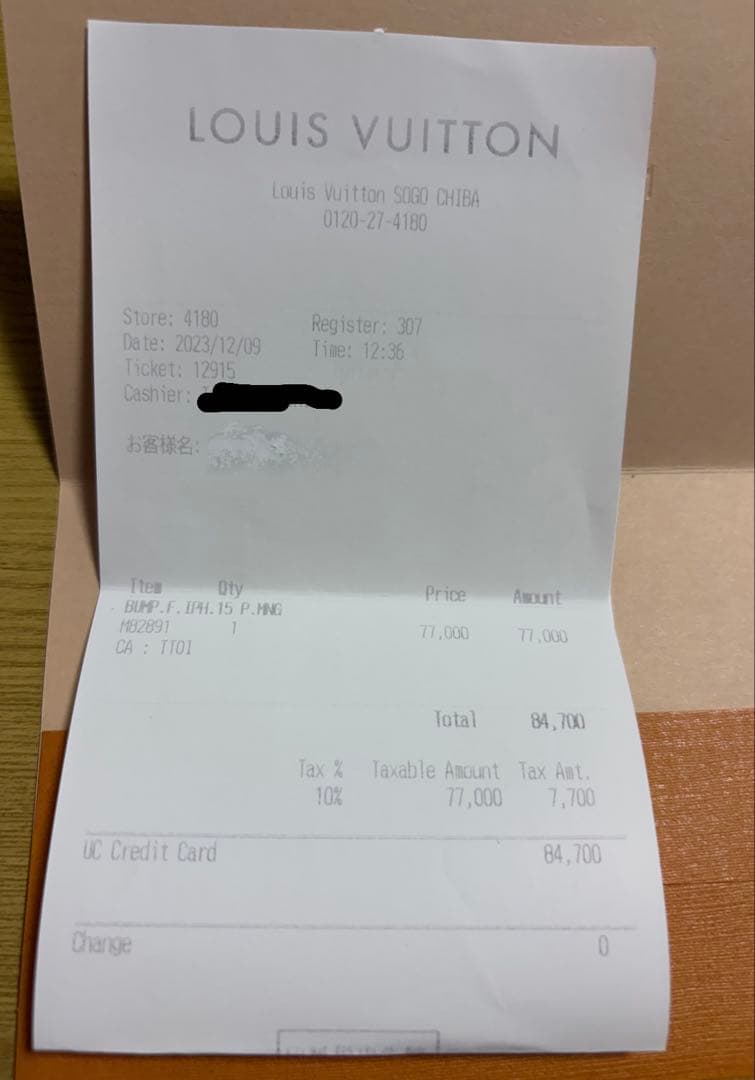 LOUIS VUITTON
Louis Vuitton SOGO CHIBA
0120-27-4180
Store: 4180 Register: 307
Date: 2023/12/09 Time: 12:36
Ticket: 12915
Cashier:
お客様名:
Item Qty Price Amount
BUMP.F.IPH.15 P.MNG
M82891 1 77,000 77,000
CA : IT01
Total 84,700
Tax % Taxable Amount Tax Amt.
10% 77,000 7,700
UC Credit Card 84,700
Change 0